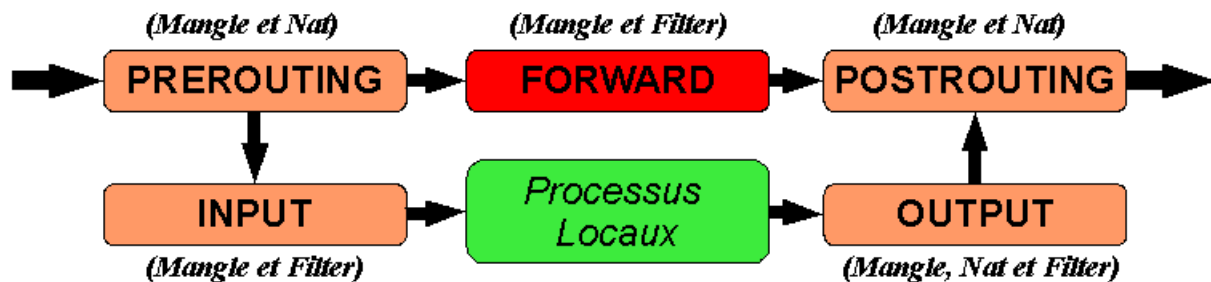 (Mangle et Nat)
(Mangle et Filter)
(Mangle et Nat)
PREROUTING
FORWARD
POSTROUTING
INPUT
Processus
Locaux
OUTPUT
(Mangle et Filter)
(Mangle, Nat et Filter)